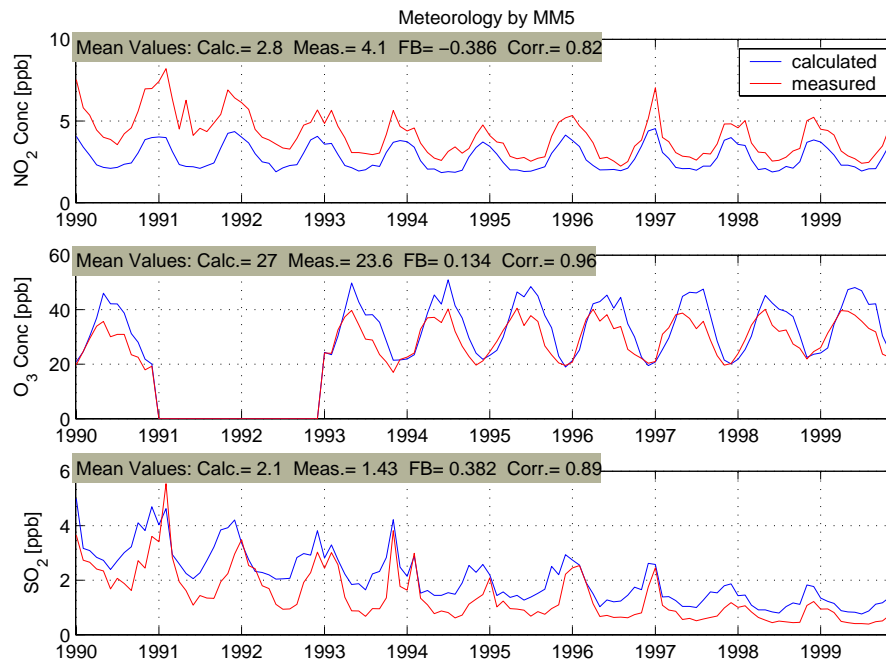 Meteorology by MM5
Mean Values: Calc.= 2.8 Meas.= 4.1 FB= −0.386 Corr.= 0.82
calculated
measured
NO2 Conc [ppb]
10
5
0
1990 1991 1992 1993 1994 1995 1996 1997 1998 1999
Mean Values: Calc.= 27 Meas.= 23.6 FB= 0.134 Corr.= 0.96
O3 Conc [ppb]
60
40
20
0
1990 1991 1992 1993 1994 1995 1996 1997 1998 1999
Mean Values: Calc.= 2.1 Meas.= 1.43 FB= 0.382 Corr.= 0.89
SO2 [ppb]
6
4
2
0
1990 1991 1992 1993 1994 1995 1996 1997 1998 1999